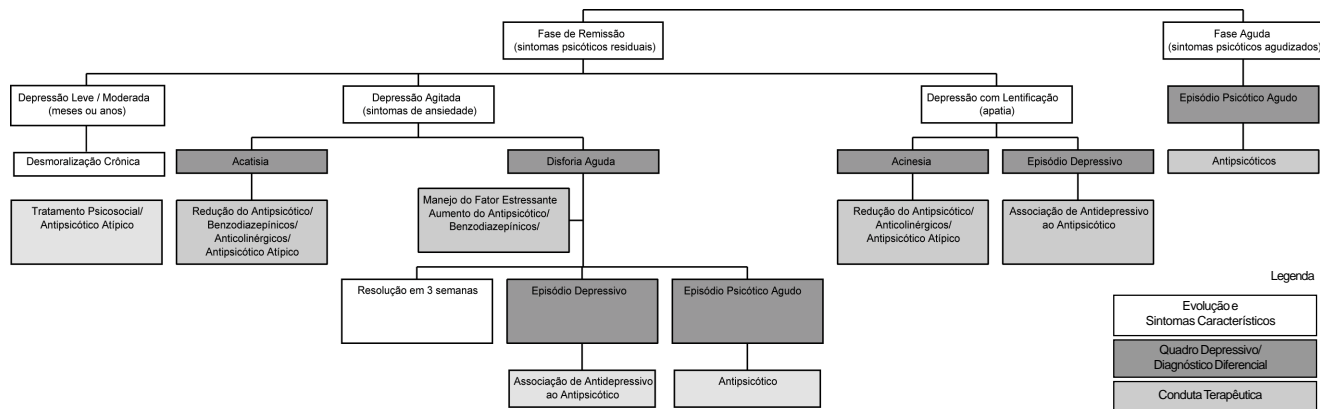 Fase de Remissão
(sintomas psicóticos residuais)
Fase Aguda
(sintomas psicóticos agudizados)
Depressão Leve / Moderada
(meses ou anos)
Depressão Agitada
(sintomas de ansiedade)
Depressão com Lentificação
(apatia)
Episódio Psicótico Agudo
Desmoralização Crônica
Acatisia
Disforia Aguda
Acinesia
Episódio Depressivo
Antipsicóticos
Tratamento Psicosocial/
Antipsicótico Atípico
Redução do Antipsicótico/
Benzodiazepínicos/
Anticolinérgicos/
Antipsicótico Atípico
Manejo do Fator Estressante
Aumento do Antipsicótico/
Benzodiazepínicos/
Redução do Antipsicótico/
Anticolinérgicos/
Antipsicótico Atípico
Associação de Antidepressivo
ao Antipsicótico
Resolução em 3 semanas
Episódio Depressivo
Episódio Psicótico Agudo
Associação de Antidepressivo
ao Antipsicótico
Antipsicótico
Legenda
Evolução e
Sintomas Característicos
Quadro Depressivo/
Diagnóstico Diferencial
Conduta Terapêutica